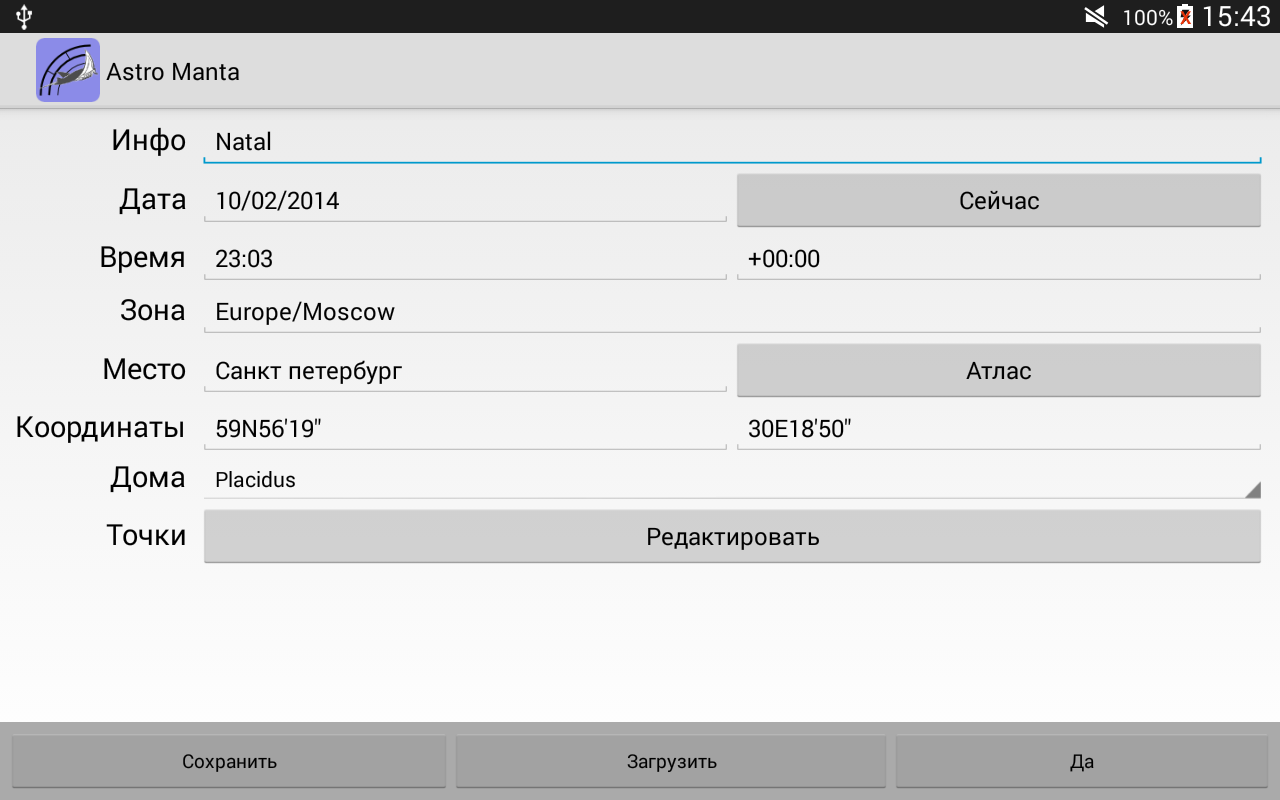 100% 15:43
Astro Manta
Инфо Natal
Дата 10/02/2014 Сейчас
Время 23:03 +00:00
Зона Europe/Moscow
Место Санкт петербург Атлас
Координаты 59N56'19" 30E18'50"
Дома Placidus
Точки Редактировать
Сохранить Загрузить Да